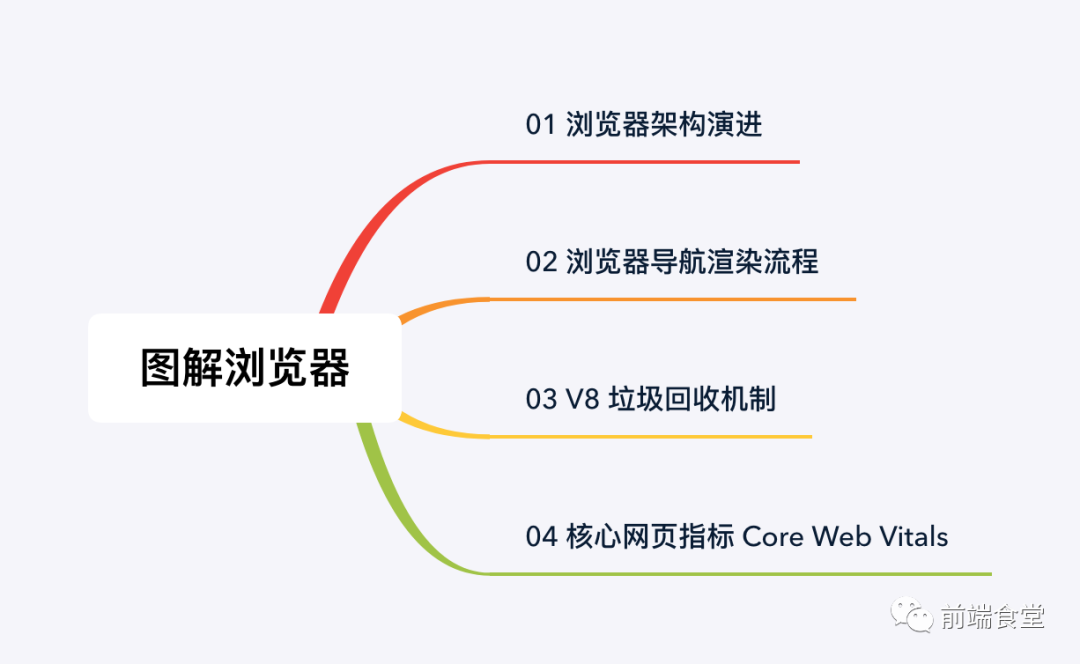 01 浏览器架构演进
02 浏览器导航渲染流程
图解浏览器
03 V8 垃圾回收机制
04 核心网页指标 Core Web Vitals
前端食堂